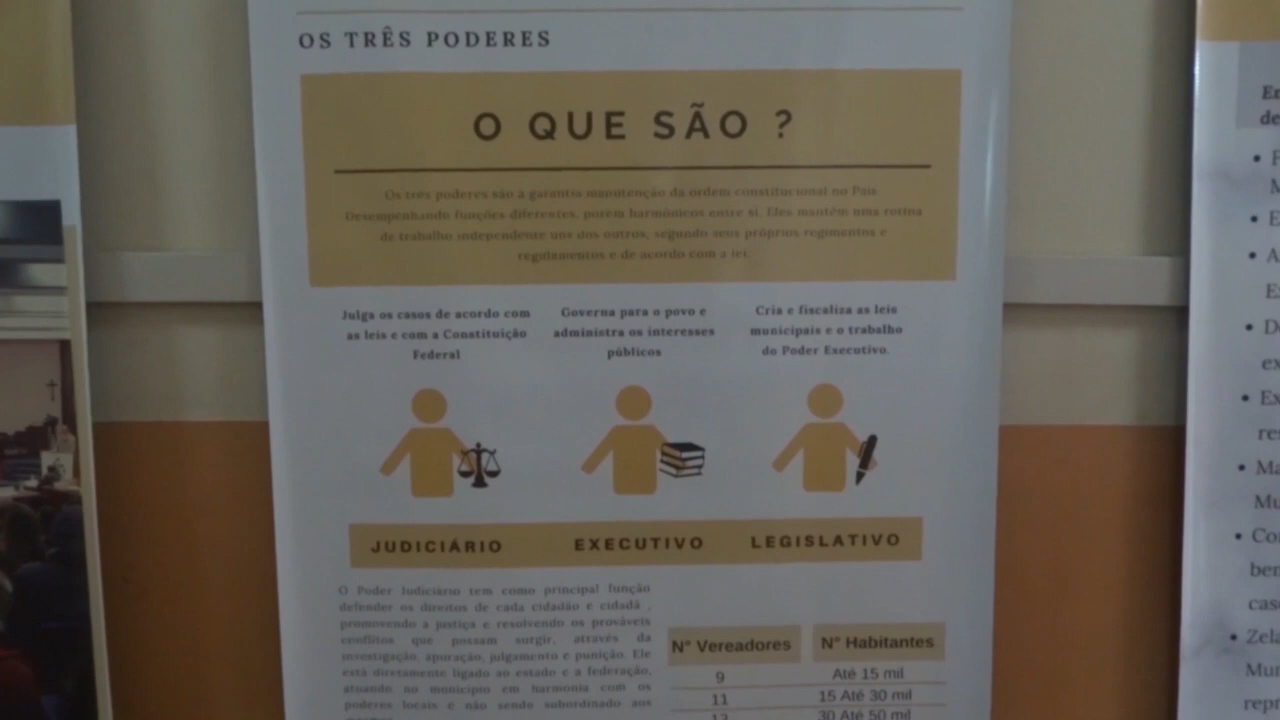 OS TRÊS PODERES
O QUE SÃO ?
Os três poderes são à garantia manutenção da ordem constitucional no País.
Desempenhando funções diferentes, porém harmônicos entre si. Eles mantém uma rotina
de trabalho independente uns dos outros, segundo seus próprios regimentos e
regulamentos e de acordo com a lei.
Julga os casos de acordo com
as leis e com a Constituição
Federal
Governa para o povo e
administra os interesses
públicos
Cria e fiscaliza as leis
municipais e o trabalho
do Poder Executivo.
JUDICIÁRIO EXECUTIVO LEGISLATIVO
O Poder Judiciário tem como principal função
defender os direitos de cada cidadão e cidadã ,
promovendo a justiça e resolvendo os prováveis
conflitos que possam surgir, através da
investigação, apuração, julgamento e punição. Ele
está diretamente ligado ao estado e a federação,
atuando no município em harmonia com os
poderes locais e não sendo subordinado aos
Nº Vereadores Nº Habitantes
9 Até 15 mil
11 15 Até 30 mil
30 Até 50 mil